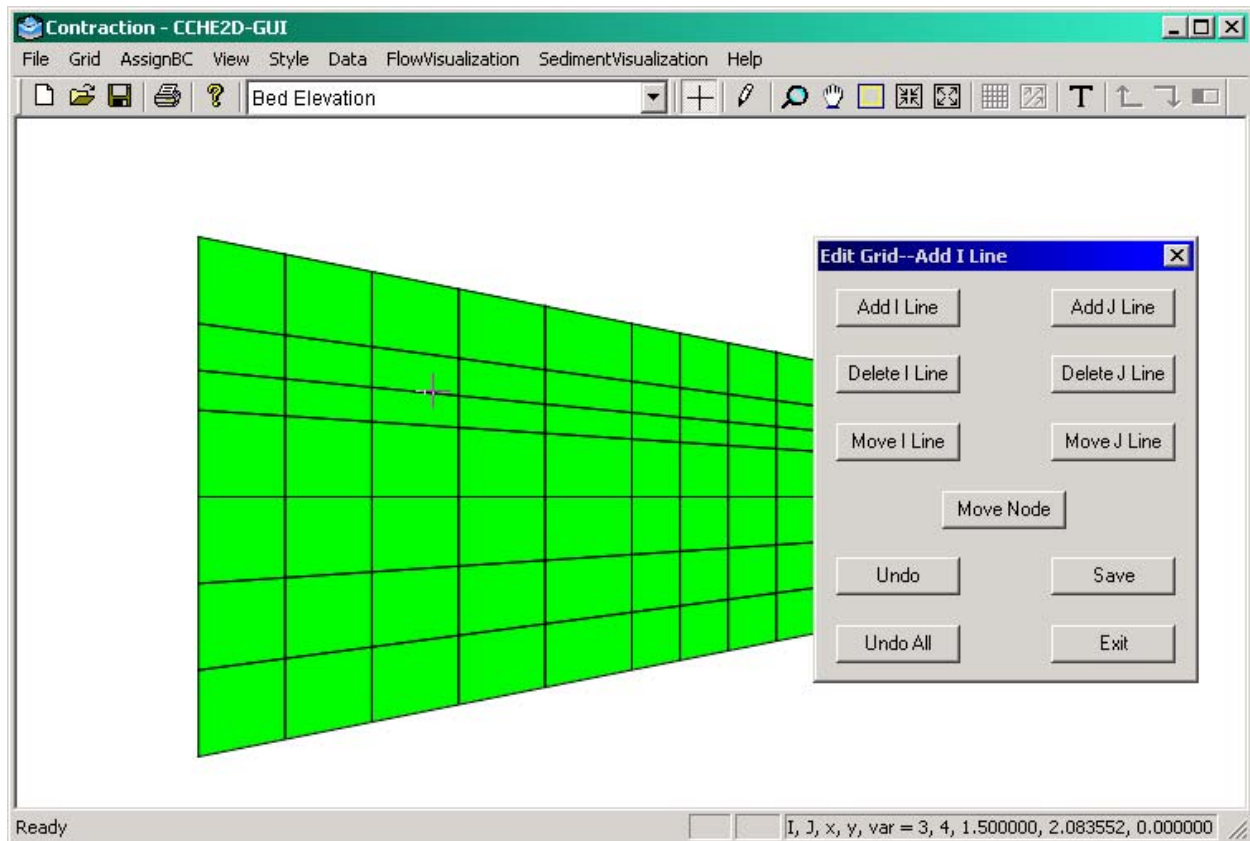 Contraction - CCHE2D-GUI
File Grid AssignBC View Style Data FlowVisualization SedimentVisualization Help
Bed Elevation
T
Edit Grid--Add I Line
Add I Line Add J Line
Delete I Line Delete J Line
Move I Line Move J Line
Move Node
Undo Save
Undo All Exit
Ready I, J, x, y, var = 3, 4, 1.500000, 2.083552, 0.000000